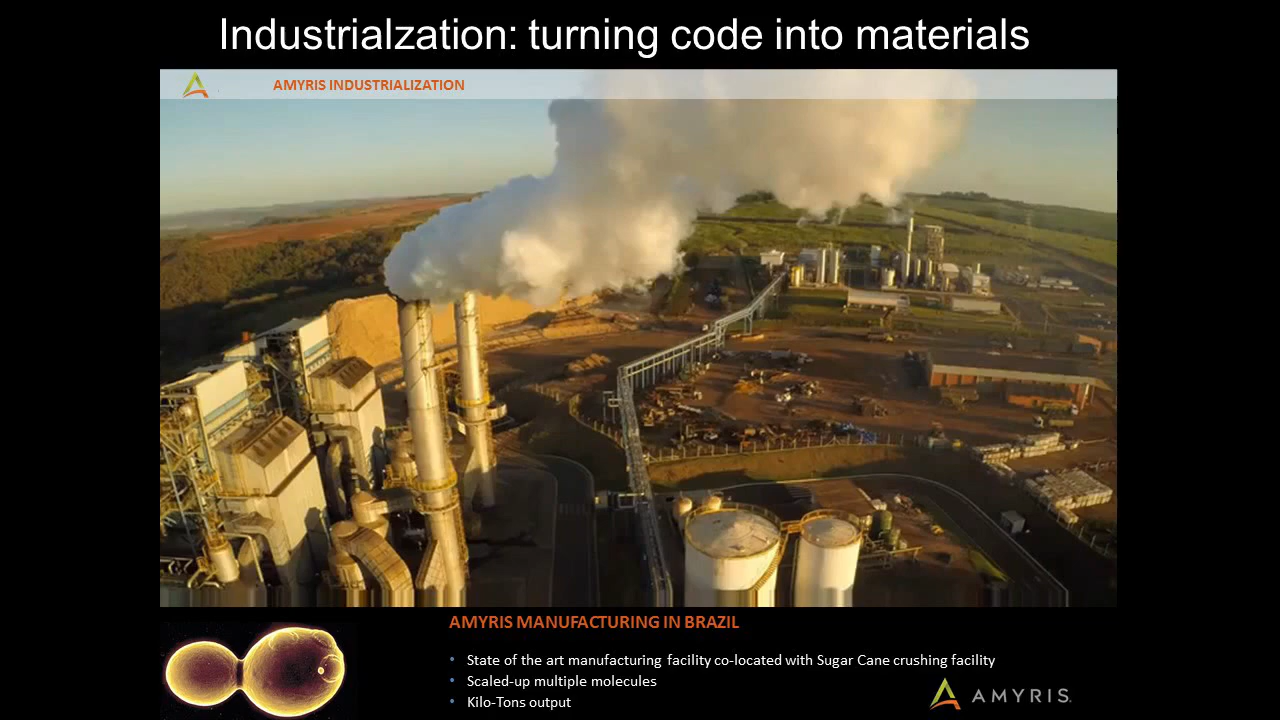 Industrialzation: turning code into materials
AMYRIS INDUSTRIALIZATION
AMYRIS MANUFACTURING IN BRAZIL
• State of the art manufacturing facility co-located with Sugar Cane crushing facility
• Scaled-up multiple molecules
• Kilo-Tons output
AMYRIS